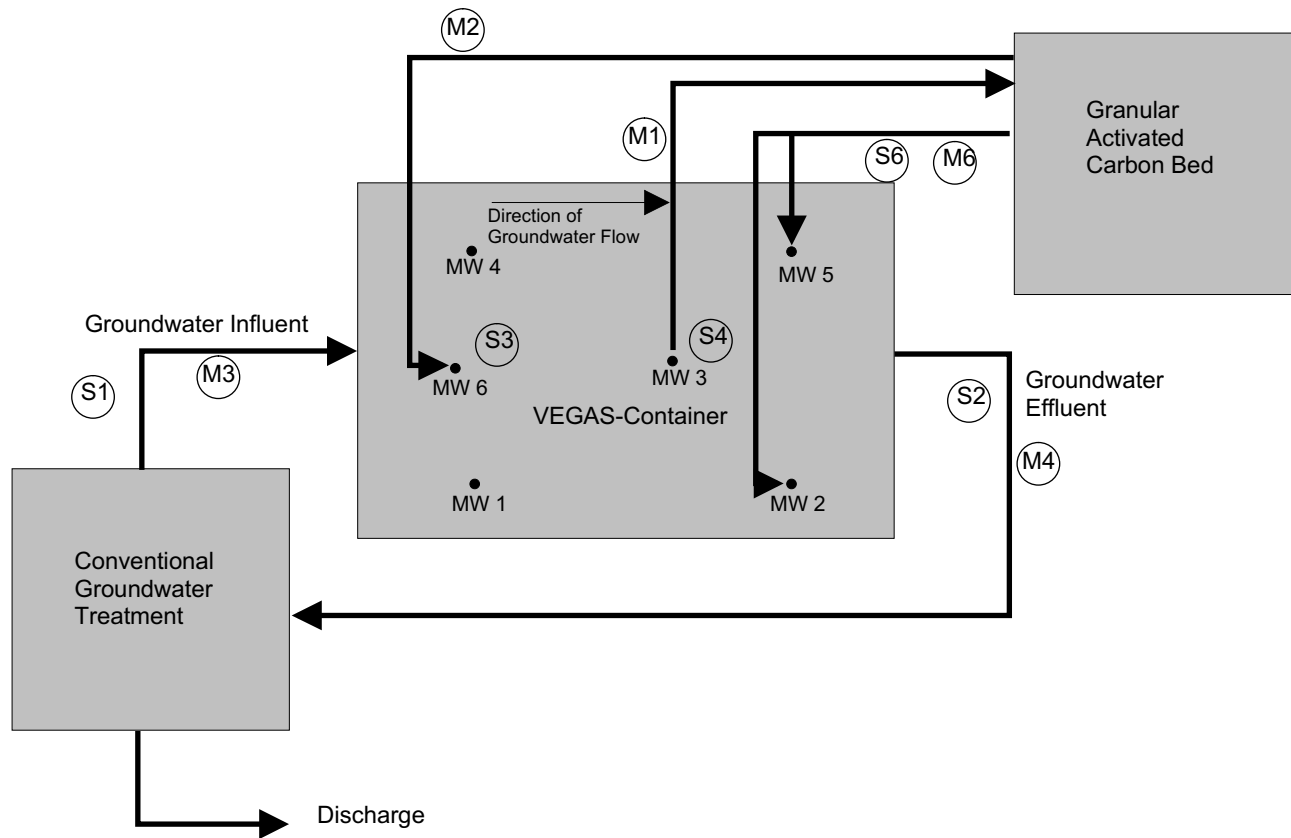 M2
Granular
Activated
Carbon Bed
M1
S6
M6
Direction of
Groundwater Flow
MW 4
MW 5
Groundwater Influent
S1
M3
S3
MW 6
S4
MW 3
VEGAS-Container
S2
Groundwater
Effluent
M4
MW 1
MW 2
Conventional
Groundwater
Treatment
Discharge